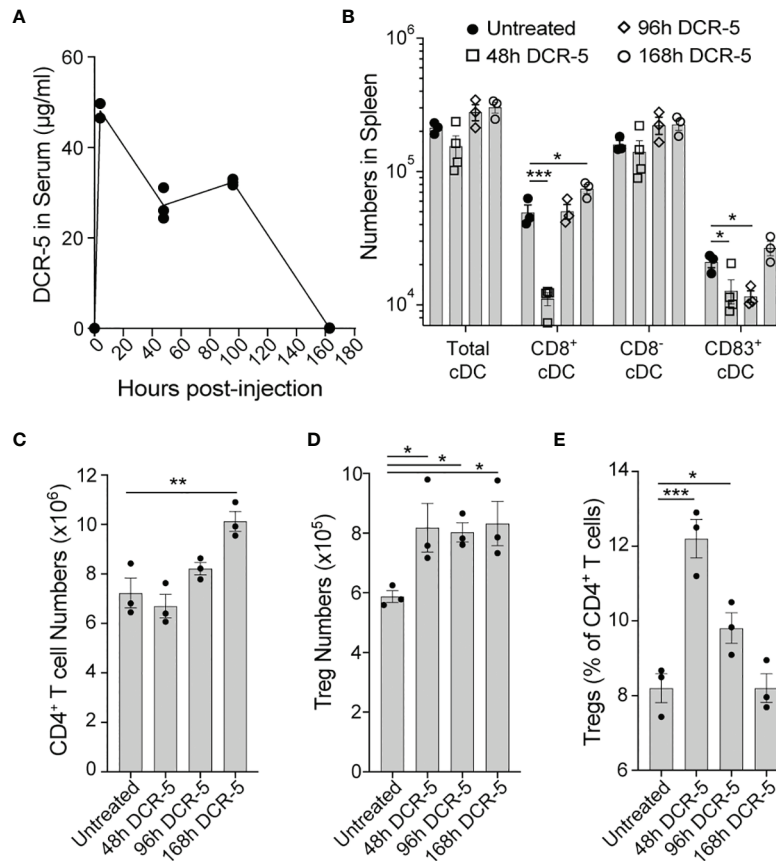 A
DCR-5 in Serum (µg/ml)
60
40
20
0
0 20 40 60 80 100 120 140 160 180
Hours post-injection
B
Untreated
48h DCR-5
96h DCR-5
168h DCR-5
Numbers in Spleen
10⁶
10⁵
10⁴
*
***
*
*
Total cDC
CD8⁺ cDC
CD8⁻ cDC
CD83⁺ cDC
C
CD4⁺ T cell Numbers (x10⁶)
12
10
8
6
4
2
0
**
Untreated
48h DCR-5
96h DCR-5
168h DCR-5
D
Treg Numbers (x10⁵)
10
8
6
4
2
0
*
*
*
Untreated
48h DCR-5
96h DCR-5
168h DCR-5
E
Tregs (% of CD4⁺ T cells)
14
12
10
8
6
*
***
Untreated
48h DCR-5
96h DCR-5
168h DCR-5